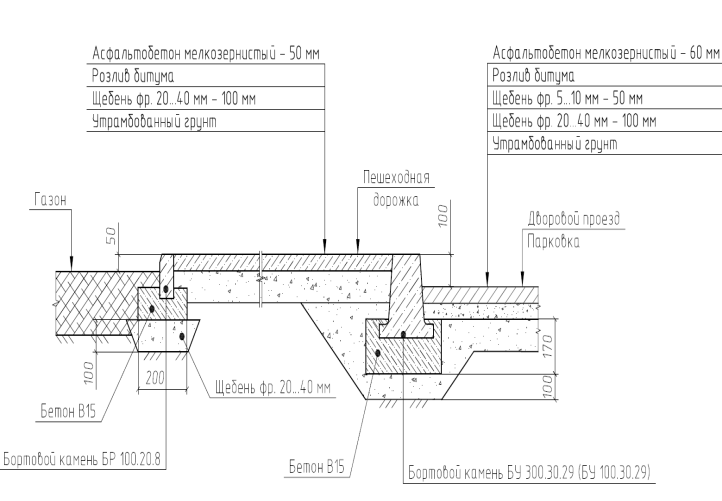 Асфальтобетон мелкозернистый – 50 мм
Розлив битума
Щебень фр. 20...40 мм – 100 мм
Утрамбованный грунт
Асфальтобетон мелкозернистый – 60 мм
Розлив битума
Щебень фр. 5...10 мм – 50 мм
Щебень фр. 20...40 мм – 100 мм
Утрамбованный грунт
Газон
50
Пешеходная
дорожка
100
Дворовой проезд
Парковка
100
200
170
100
Щебень фр. 20...40 мм
Бетон В15
Бортовой камень БР 100.20.8
Бетон В15
Бортовой камень БУ 300.30.29 (БУ 100.30.29)